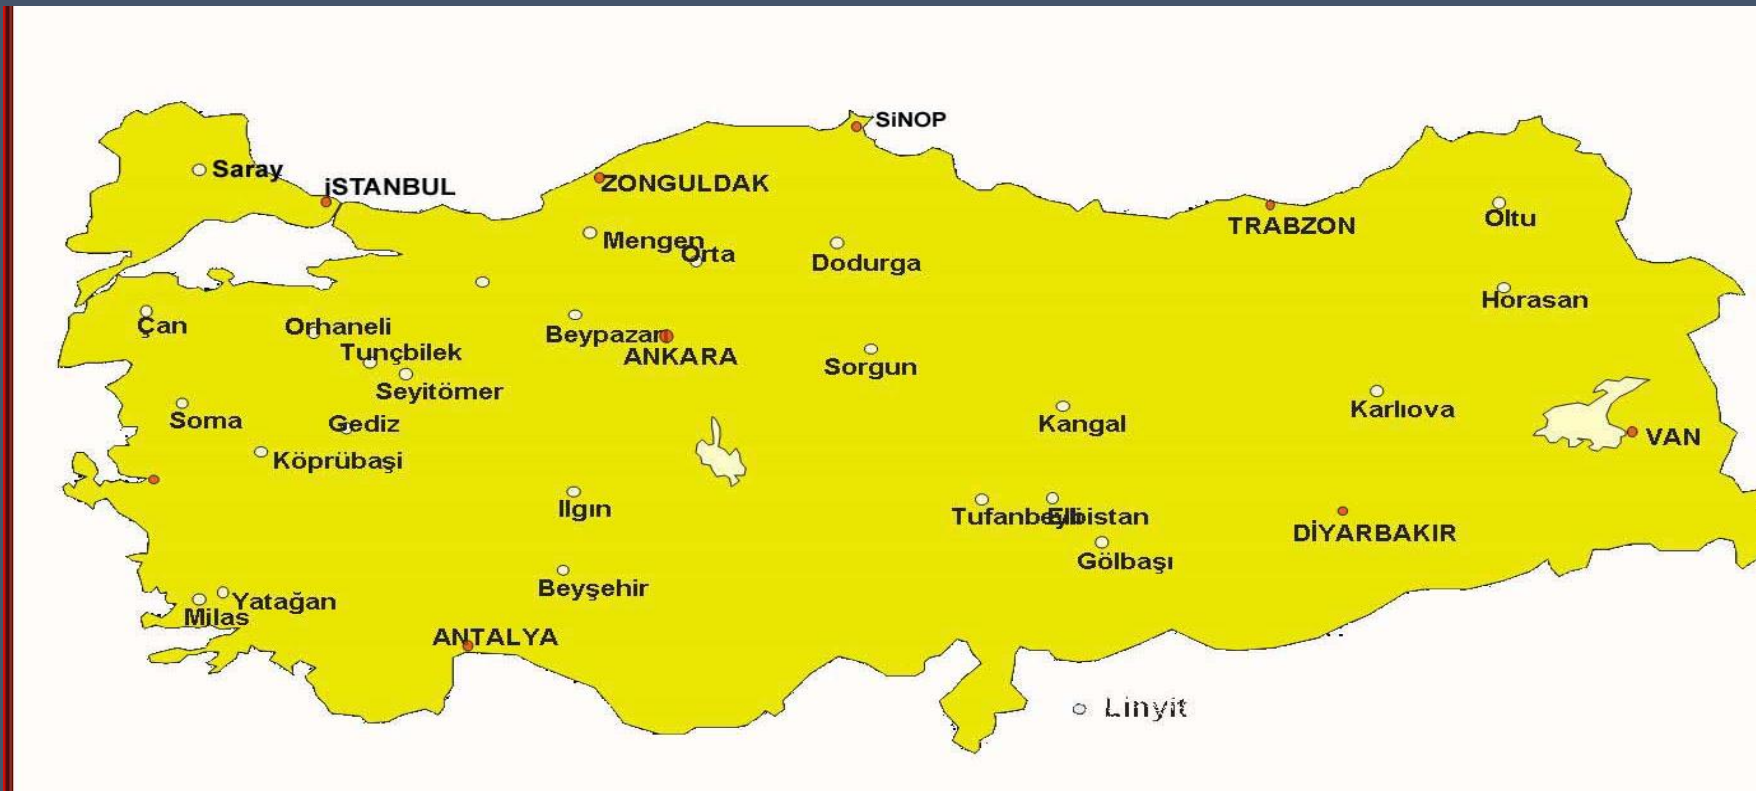 SiNOP
Saray
iSTANBUL
ZONGULDAK
TRABZON
Oltu
Mengen
Orta
Dodurga
Horasan
Çan
Orhaneli
Beypazarı
Tunçbilek
ANKARA
Sorgun
Seyitömer
Soma
Gediz
Kangal
Karlıova
VAN
Köprübaşi
Ilgın
Tufanbeyli
Elbistan
DİYARBAKIR
Gölbaşı
Beyşehir
Yatağan
Milas
ANTALYA
Linyit